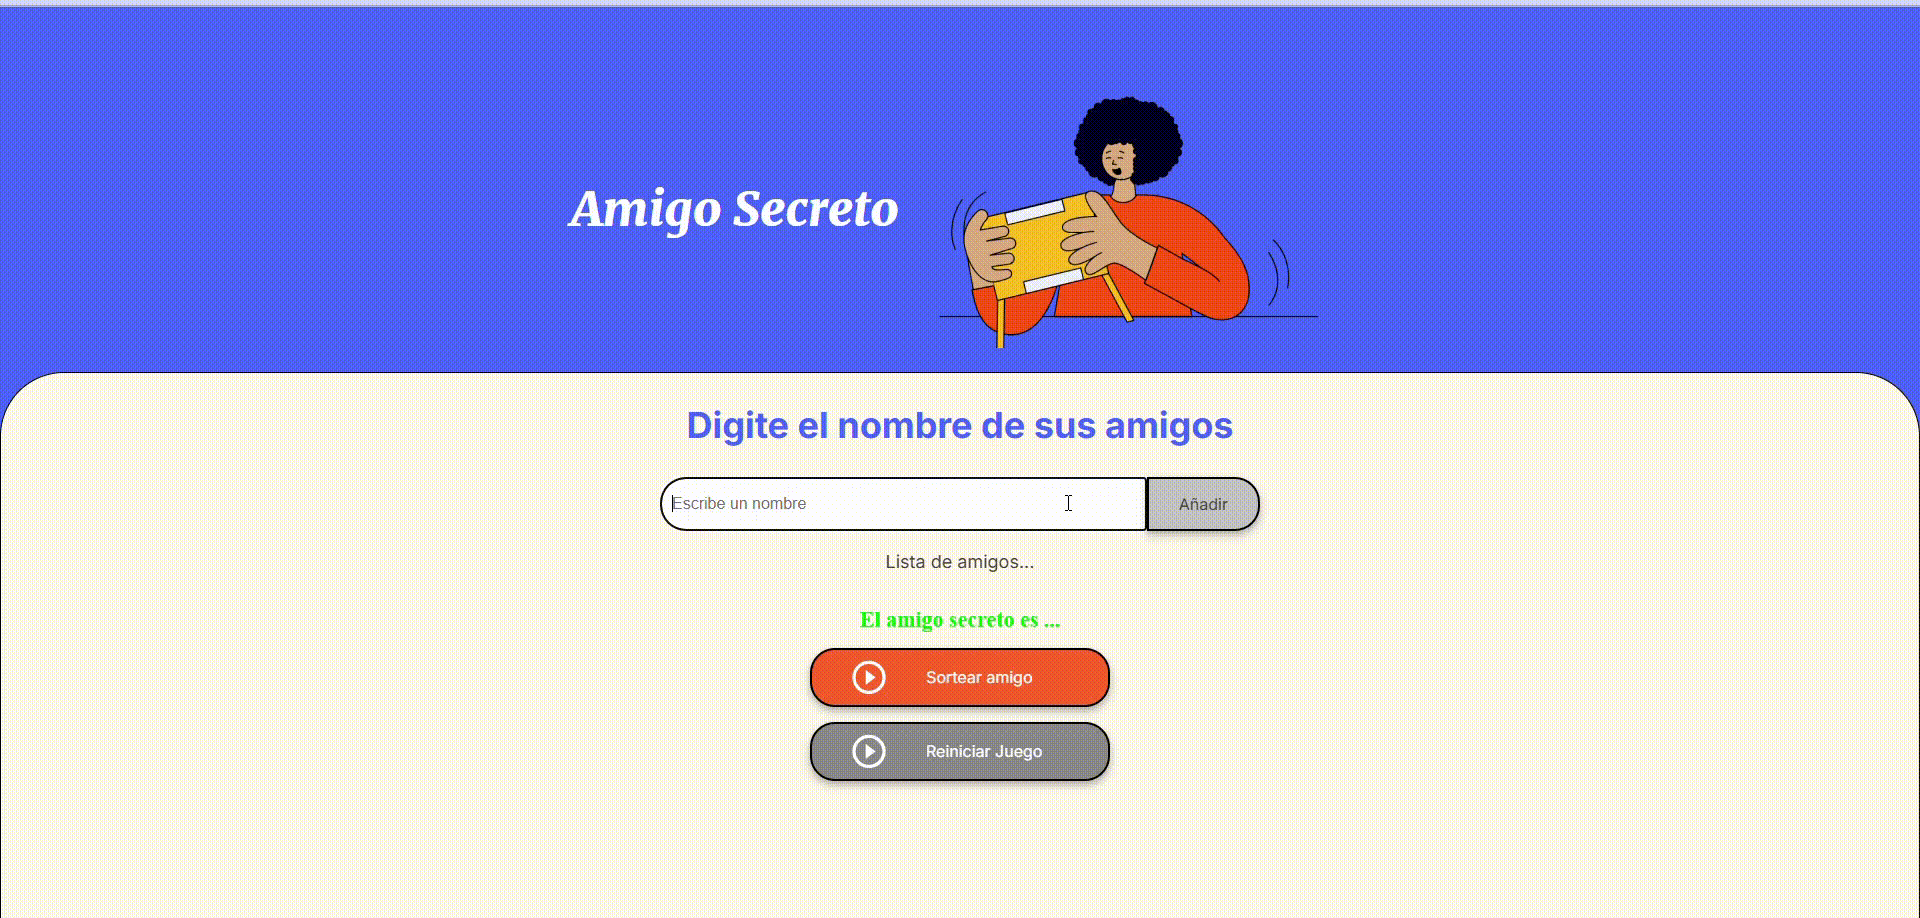 Amigo Secreto
Digite el nombre de sus amigos
Escribe un nombre
Añadir
Lista de amigos...
El amigo secreto es ...
Sortear amigo
Reiniciar Juego